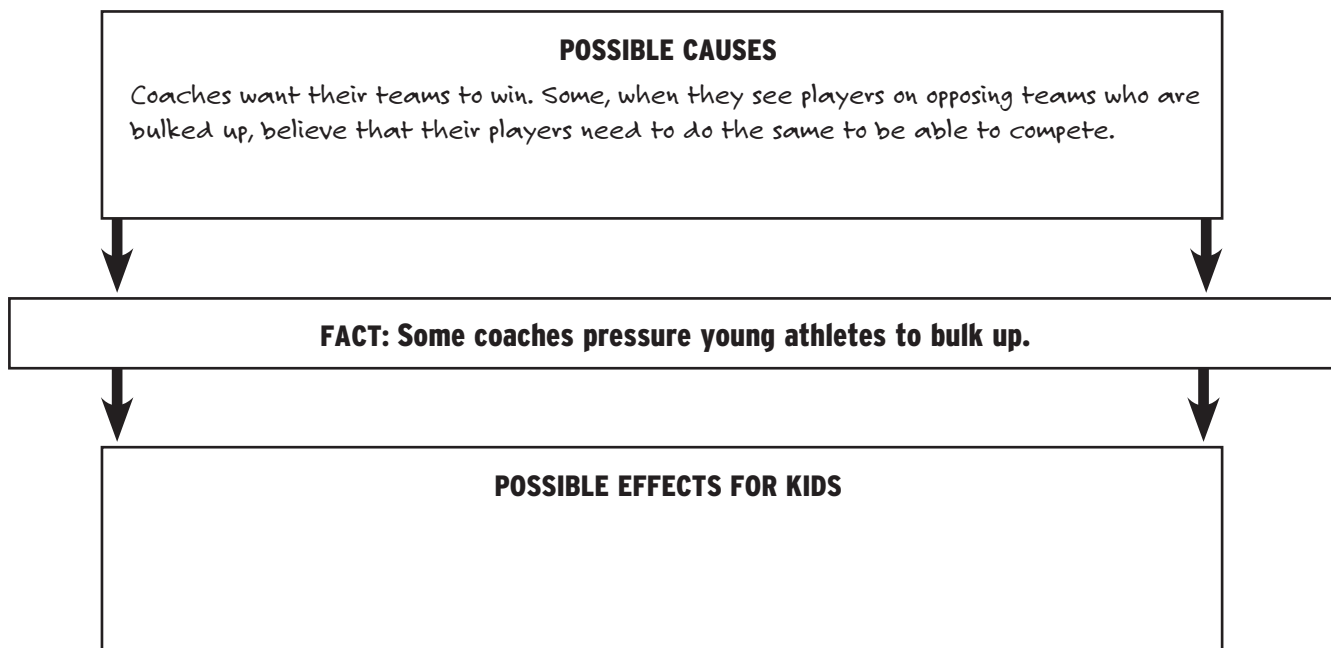 POSSIBLE CAUSES
Coaches want their teams to win. Some, when they see players on opposing teams who are
bulked up, believe that their players need to do the same to be able to compete.
FACT: Some coaches pressure young athletes to bulk up.
POSSIBLE EFFECTS FOR KIDS